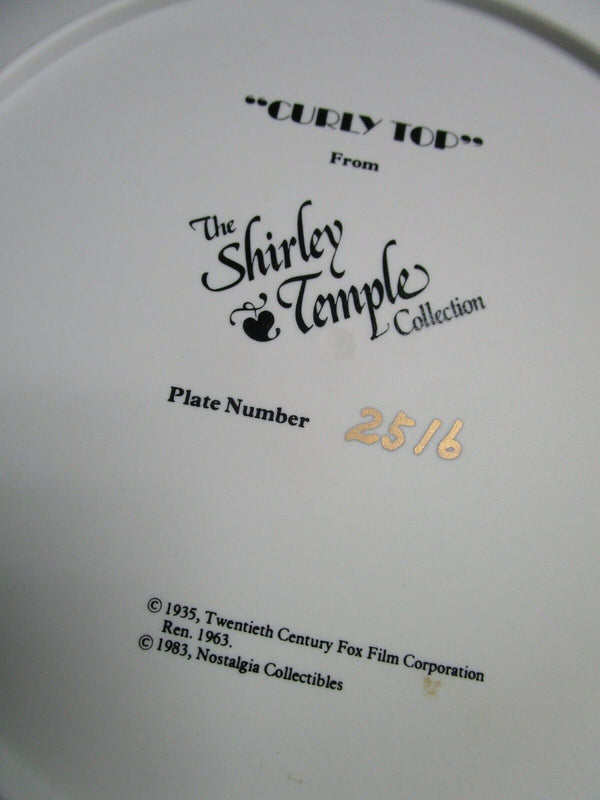 “CURLY TOP”
From
The
Shirley
Temple
Collection
Plate Number 2516
© 1935, Twentieth Century Fox Film Corporation
Ren. 1963.
© 1983, Nostalgia Collectibles